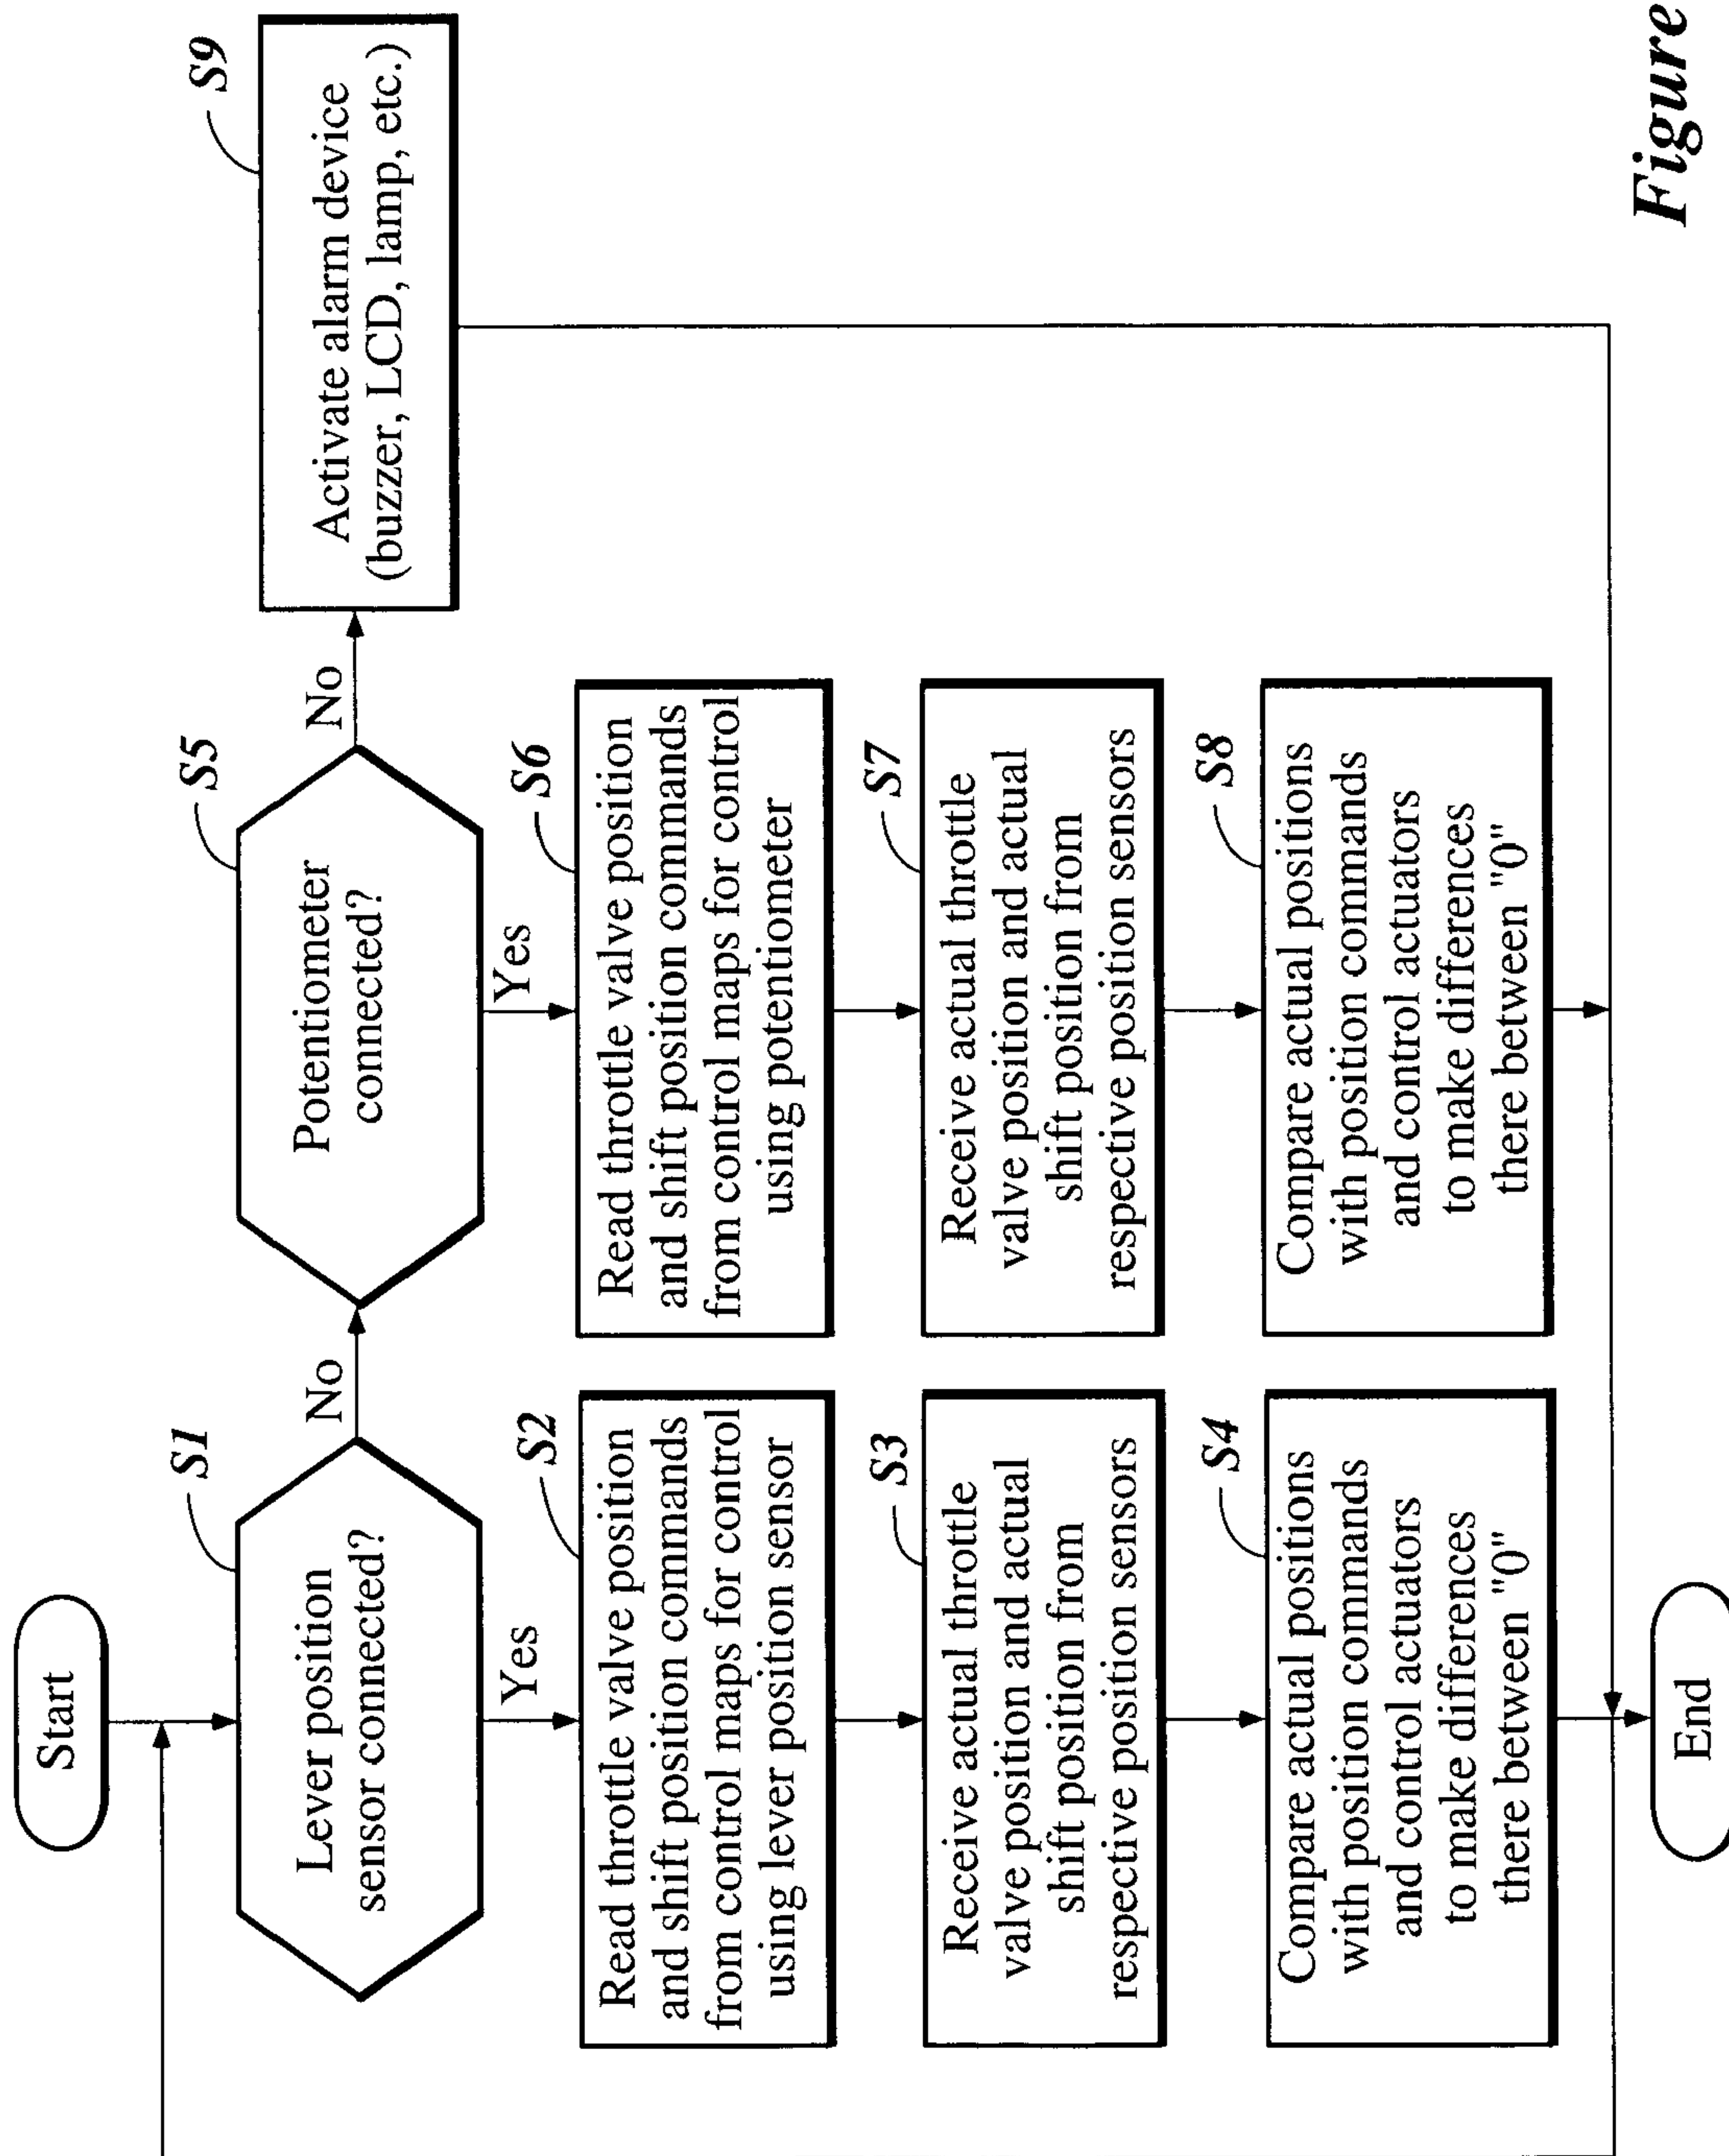 Start
S1
Lever position
sensor connected?
No
Yes
S2
Read throttle valve position
and shift position commands
from control maps for control
using lever position sensor
S3
Receive actual throttle
valve position and actual
shift position from
respective position sensors
S4
Compare actual positions
with position commands
and control actuators
to make differences
there between "0"
End
S5
Potentiometer
connected?
No
Yes
S6
Read throttle valve position
and shift position commands
from control maps for control
using potentiometer
S7
Receive actual throttle
valve position and actual
shift position from
respective position sensors
S8
Compare actual positions
with position commands
and control actuators
to make differences
there between "0"
S9
Activate alarm device
(buzzer, LCD, lamp, etc.)
Figure